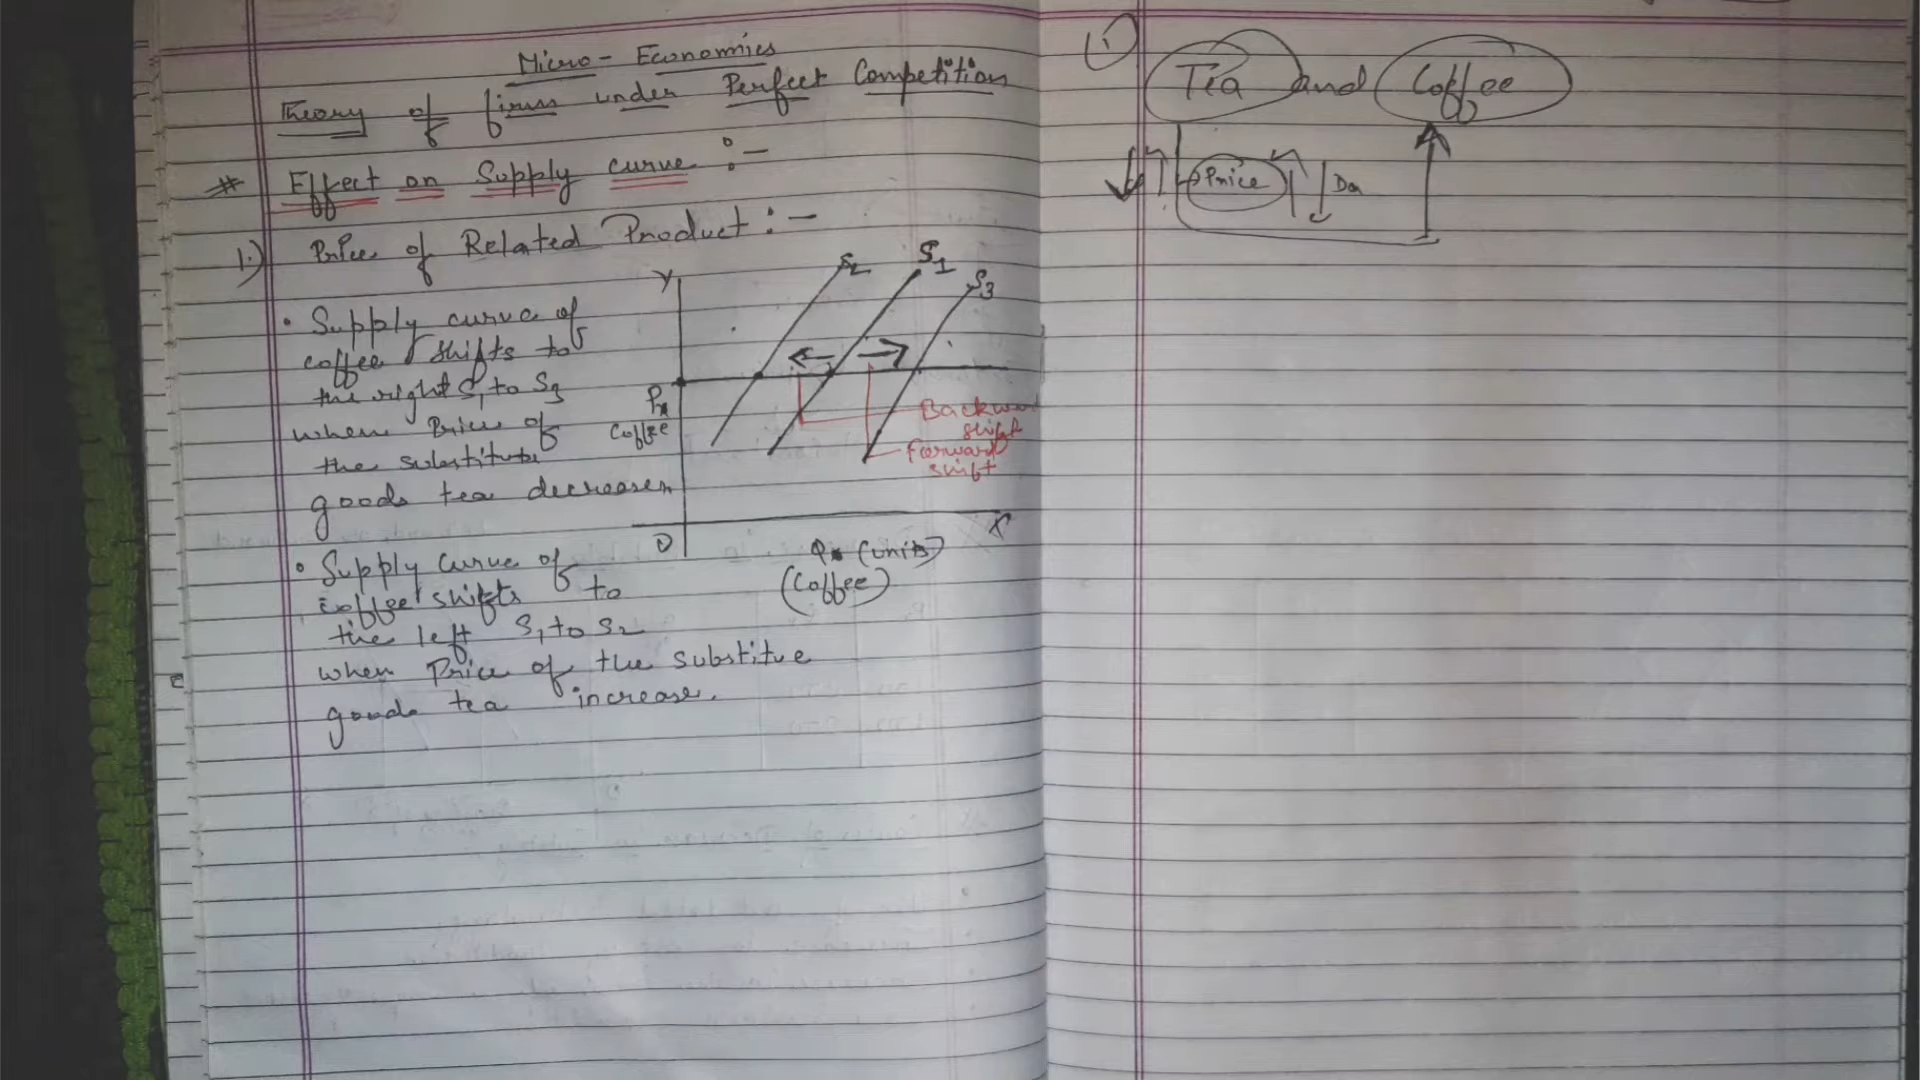 Micro - Economics
Theory of firms under Perfect Competition
# Effect on Supply curve :-
1.) Price of Related Product :-
• Supply curve of
coffee shifts to
the right S1 to S3
when Price of
the substitute
goods tea decreases
• Supply curve of
coffee shifts to
the left S1 to S2
when Price of the substitue
goods tea increase.
Y
S2
S1
S3
Px
Coffee
Backward
shift
Forward
shift
O
X
(units)
(Coffee)
(i)
Tea and Coffee
Price